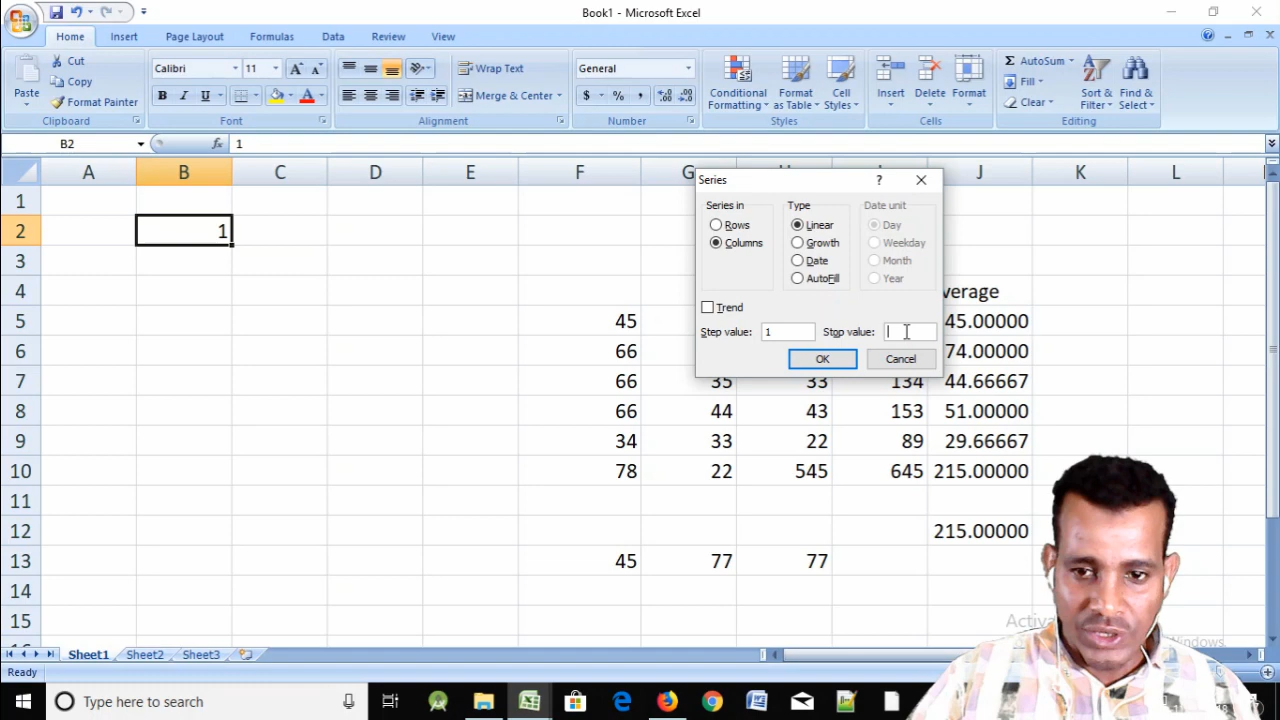 Book1 - Microsoft Excel
Home Insert Page Layout Formulas Data Review View
Paste
Cut
Copy
Format Painter
Clipboard
Calibri 11
B I U
Font
Wrap Text
Merge & Center
Alignment
General
$ % ,
Number
Conditional Formatting
Format as Table
Cell Styles
Styles
Insert Delete Format
Cells
Σ AutoSum
Fill
Clear
Sort & Filter
Find & Select
Editing
B2 fx 1
A B C D E F G H J K L
1
2 1
3
4 verage
5 45 45.00000
6 66 74.00000
7 66 35 33 134 44.66667
8 66 44 43 153 51.00000
9 34 33 22 89 29.66667
10 78 22 545 645 215.00000
11
12 215.00000
13 45 77 77
14
15
Series ?
Series in
Rows
Columns
Type
Linear
Growth
Date
AutoFill
Date unit
Day
Weekday
Month
Year
Trend
Step value: 1 Stop value:
OK Cancel
Activa
Windows
Sheet1 Sheet2 Sheet3
Ready
Type here to search